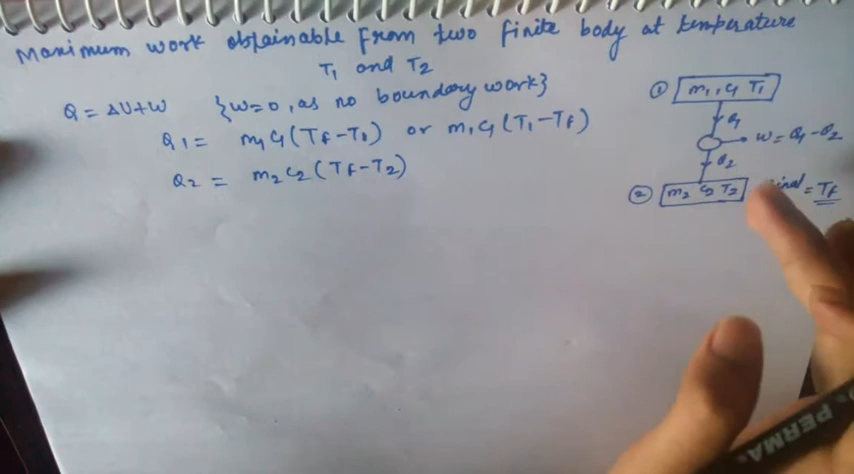 Maximum work obtainable from two finite body at temperature
T1 and T2
Q = ΔU+W {W=0, as no boundary work}
Q1 = m1c1(Tf-T1) or m1c1(T1-Tf)
Q2 = m2c2(Tf-T2)
① m1, c1 T1
Q1
W = Q1-Q2
Q2
② m2 c2 T2
= Tf
PERMA